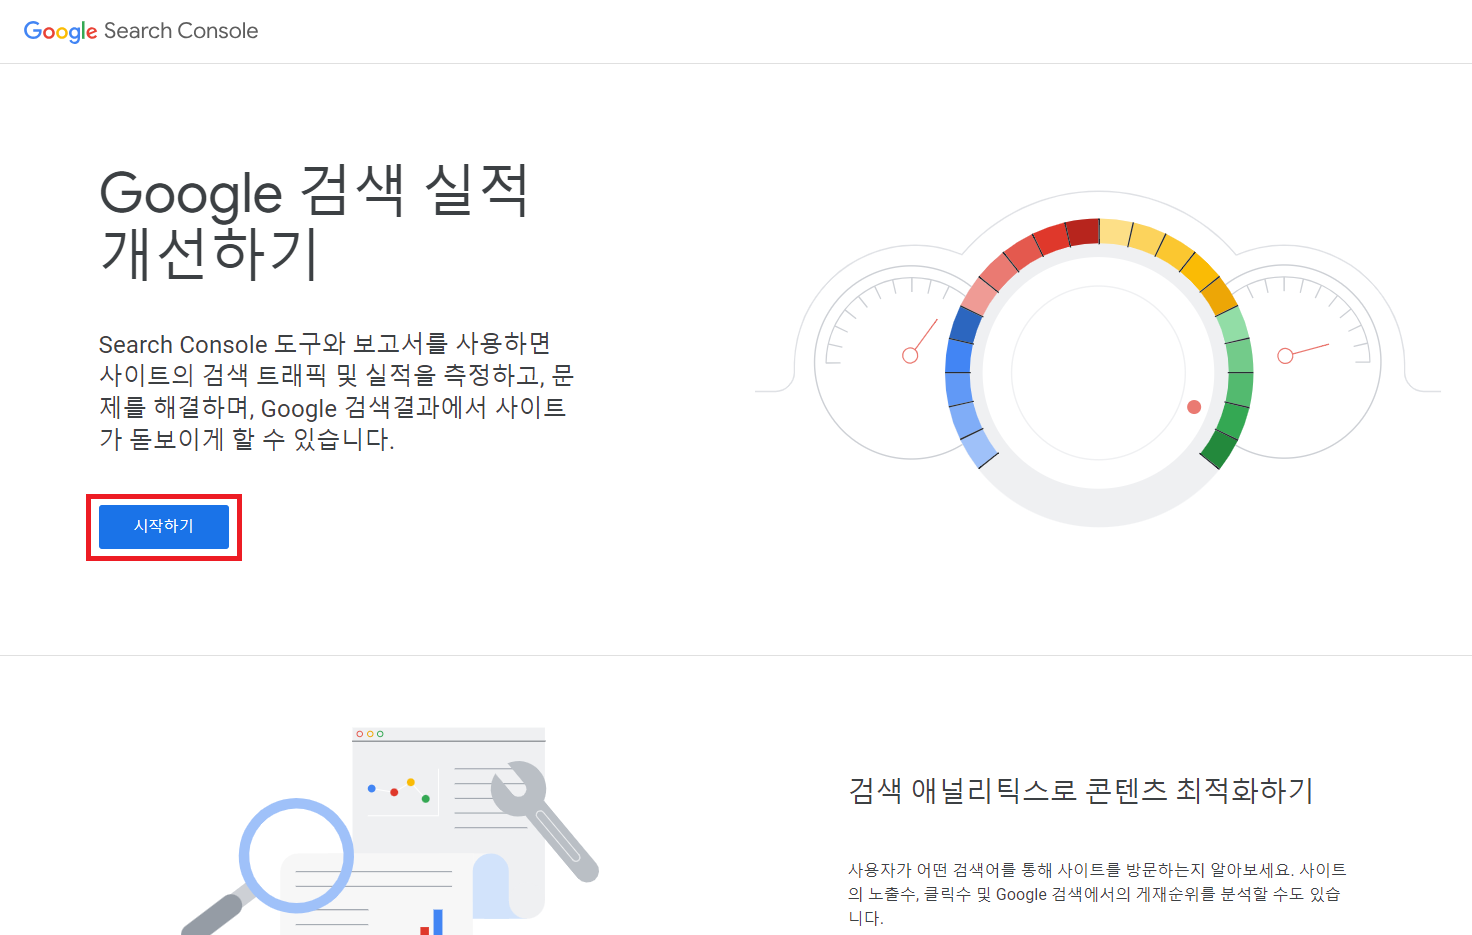 Google Search Console
Google 검색 실적
개선하기
Search Console 도구와 보고서를 사용하면
사이트의 검색 트래픽 및 실적을 측정하고, 문
제를 해결하며, Google 검색결과에서 사이트
가 돋보이게 할 수 있습니다.
시작하기
검색 애널리틱스로 콘텐츠 최적화하기
사용자가 어떤 검색어를 통해 사이트를 방문하는지 알아보세요. 사이트
의 노출수, 클릭수 및 Google 검색에서의 게재순위를 분석할 수도 있습
니다.